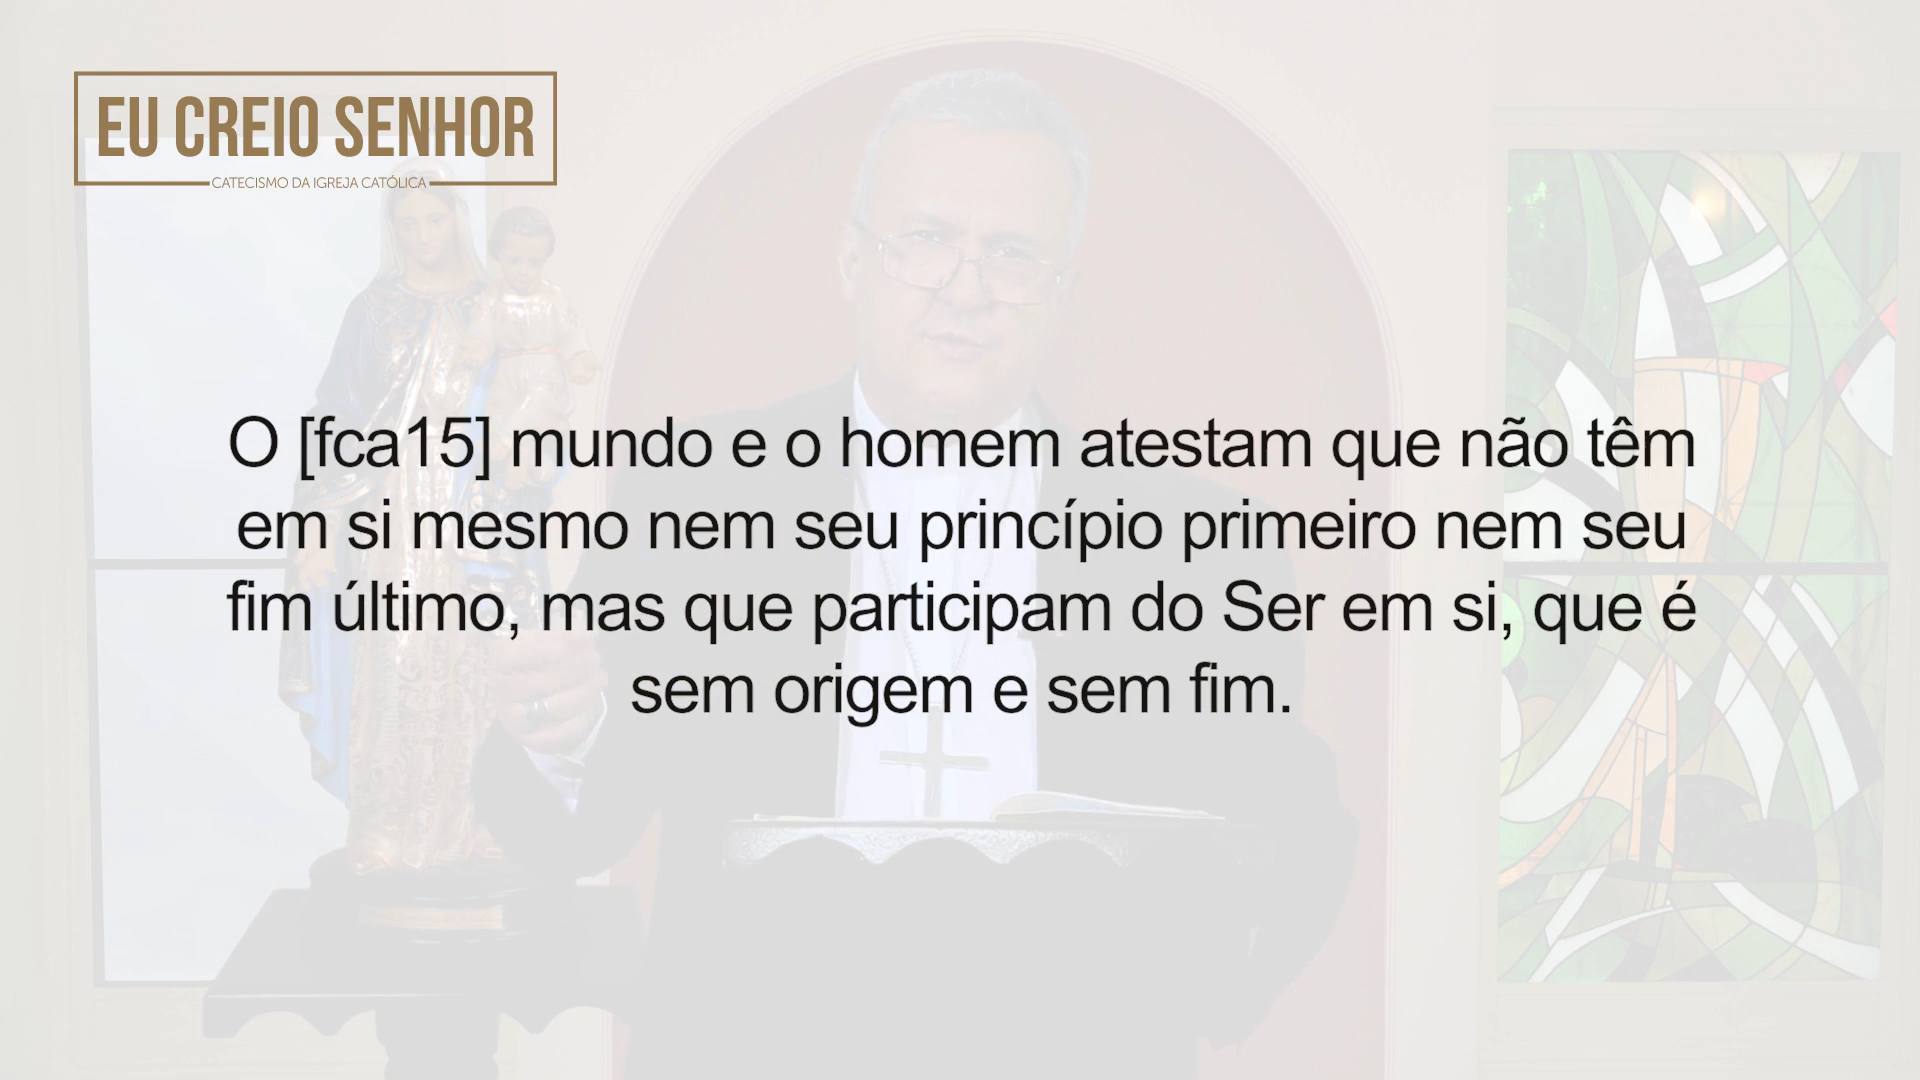 EU CREIO SENHOR
CATECISMO DA IGREJA CATÓLICA
O [fca15] mundo e o homem atestam que não têm
em si mesmo nem seu princípio primeiro nem seu
fim último, mas que participam do Ser em si, que é
sem origem e sem fim.